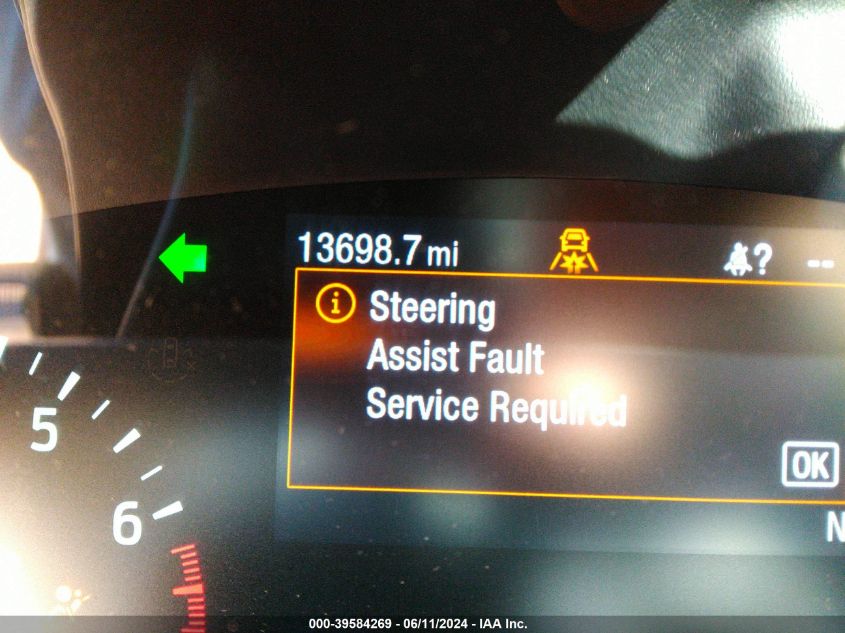 13698.7 mi
? --
Steering
Assist Fault
Service Required
OK
N
5
6
000-39584269 - 06/11/2024 - IAA Inc.